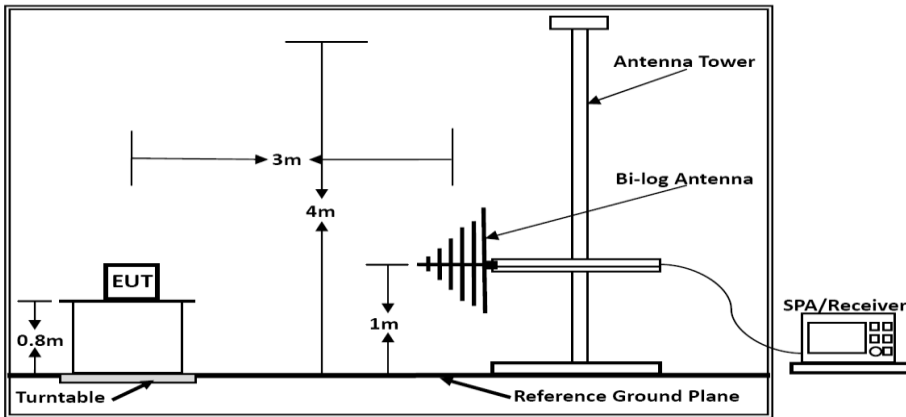 Antenna Tower
3m
Bi-log Antenna
4m
EUT
SPA/Receiver
0.8m
1m
Turntable
Reference Ground Plane